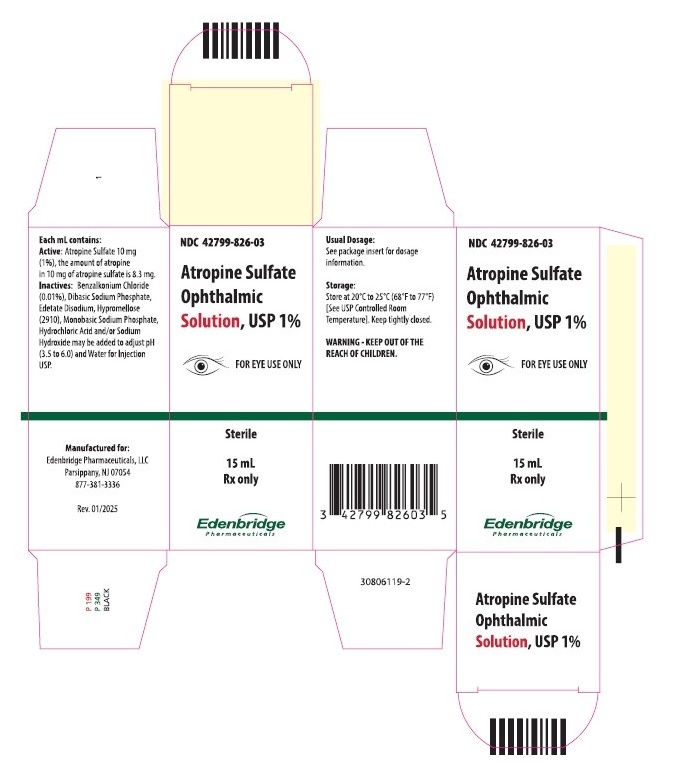 Each mL contains:
Active: Atropine Sulfate 10 mg
(1%), the amount of atropine
in 10 mg of atropine sulfate is 8.3 mg.
Inactives: Benzalkonium Chloride
(0.01%), Dibasic Sodium Phosphate,
Edetate Disodium, Hypromellose
(2910), Monobasic Sodium Phosphate,
Hydrochloric Acid and/or Sodium
Hydroxide may be added to adjust pH
(3.5 to 6.0) and Water for Injection
USP.
Manufactured for:
Edenbridge Pharmaceuticals, LLC
Parsippany, NJ 07054
877-381-3336
Rev. 01/2025
P 199
P 349
BLACK
NDC 42799-826-03
Atropine Sulfate
Ophthalmic
Solution, USP 1%
FOR EYE USE ONLY
Sterile
15 mL
Rx only
Edenbridge
Pharmaceuticals
Usual Dosage:
See package insert for dosage
information.
Storage:
Store at 20°C to 25°C (68°F to 77°F)
[See USP Controlled Room
Temperature]. Keep tightly closed.
WARNING - KEEP OUT OF THE
REACH OF CHILDREN.
3 42799 82603 5
30806119-2
NDC 42799-826-03
Atropine Sulfate
Ophthalmic
Solution, USP 1%
FOR EYE USE ONLY
Sterile
15 mL
Rx only
Edenbridge
Pharmaceuticals
Atropine Sulfate
Ophthalmic
Solution, USP 1%